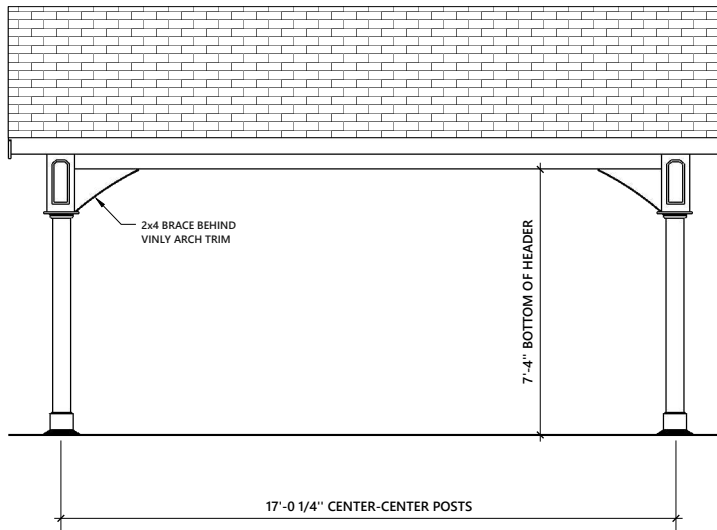 2x4 BRACE BEHIND
VINLY ARCH TRIM
7'-4" BOTTOM OF HEADER
17'-0 1/4" CENTER-CENTER POSTS